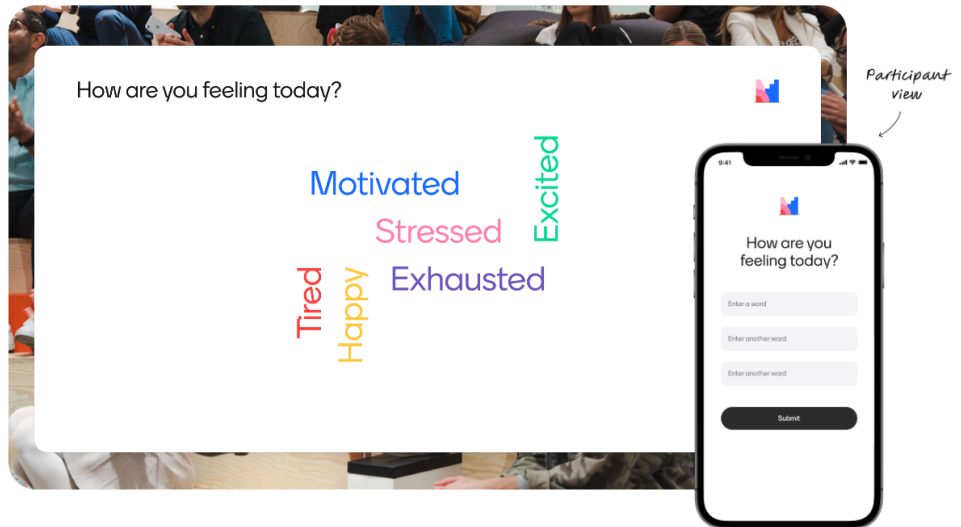 How are you feeling today?
Participant
view
Motivated
Excited
Stressed
Exhausted
Tired
Happy
9:41
How are you
feeling today?
Enter a word
Enter another word
Enter another word
Submit